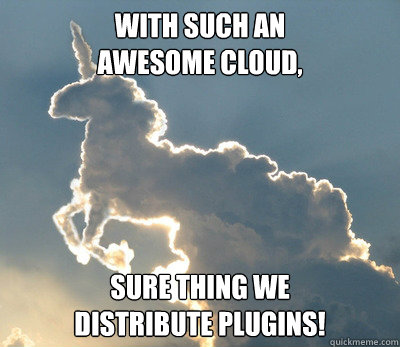 WITH SUCH AN
AWESOME CLOUD,
SURE THING WE
DISTRIBUTE PLUGINS!
quickmeme.com